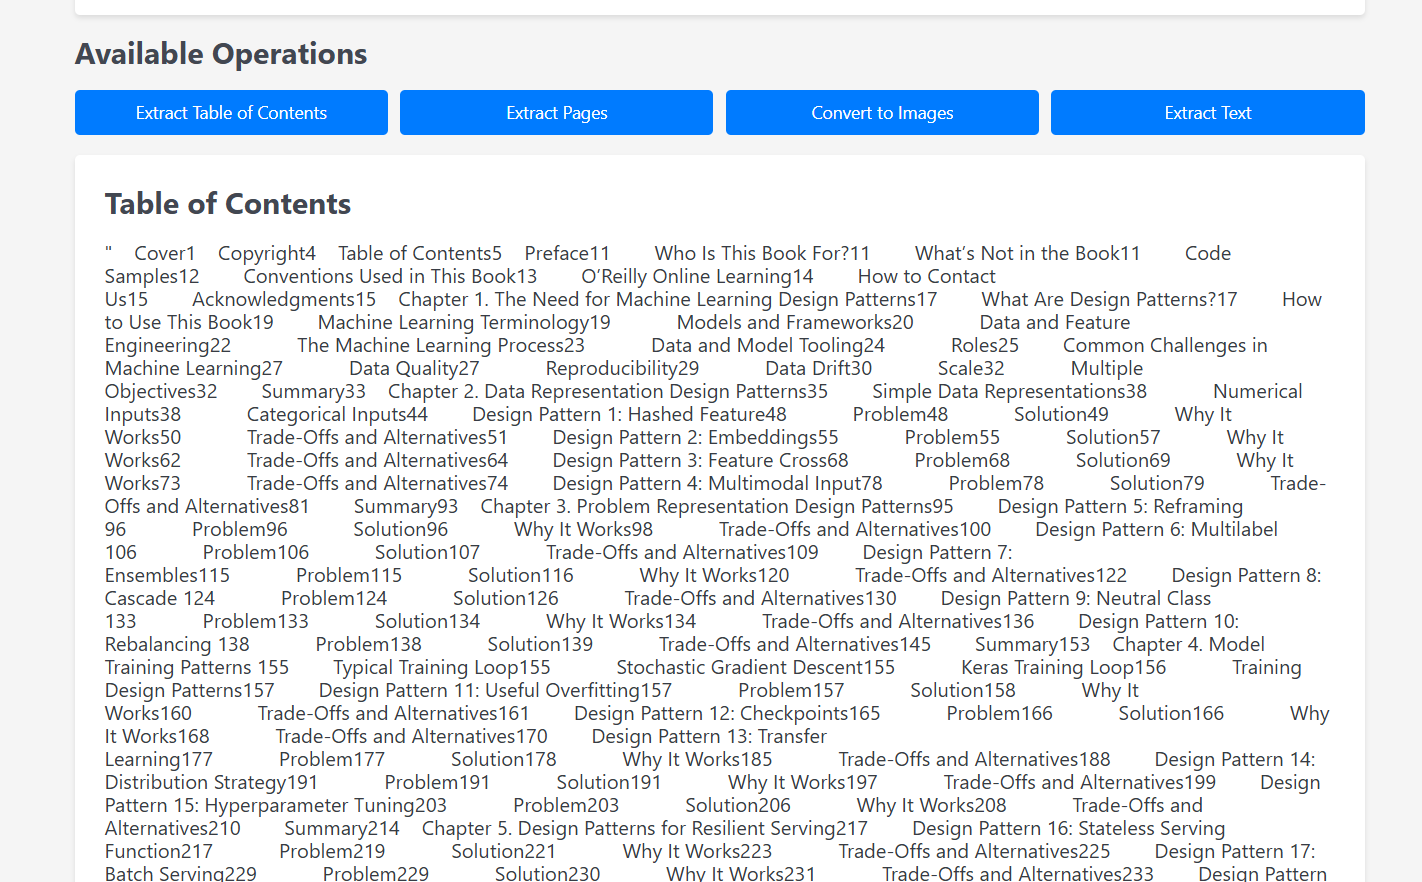 Available Operations
Extract Table of Contents
Extract Pages
Convert to Images
Extract Text
Table of Contents
" Cover1 Copyright4 Table of Contents5 Preface11 Who Is This Book For?11 What’s Not in the Book11 Code
Samples12 Conventions Used in This Book13 O’Reilly Online Learning14 How to Contact
Us15 Acknowledgments15 Chapter 1. The Need for Machine Learning Design Patterns17 What Are Design Patterns?17 How
to Use This Book19 Machine Learning Terminology19 Models and Frameworks20 Data and Feature
Engineering22 The Machine Learning Process23 Data and Model Tooling24 Roles25 Common Challenges in
Machine Learning27 Data Quality27 Reproducibility29 Data Drift30 Scale32 Multiple
Objectives32 Summary33 Chapter 2. Data Representation Design Patterns35 Simple Data Representations38 Numerical
Inputs38 Categorical Inputs44 Design Pattern 1: Hashed Feature48 Problem48 Solution49 Why It
Works50 Trade-Offs and Alternatives51 Design Pattern 2: Embeddings55 Problem55 Solution57 Why It
Works62 Trade-Offs and Alternatives64 Design Pattern 3: Feature Cross68 Problem68 Solution69 Why It
Works73 Trade-Offs and Alternatives74 Design Pattern 4: Multimodal Input78 Problem78 Solution79 Trade-
Offs and Alternatives81 Summary93 Chapter 3. Problem Representation Design Patterns95 Design Pattern 5: Reframing
96 Problem96 Solution96 Why It Works98 Trade-Offs and Alternatives100 Design Pattern 6: Multilabel
106 Problem106 Solution107 Trade-Offs and Alternatives109 Design Pattern 7:
Ensembles115 Problem115 Solution116 Why It Works120 Trade-Offs and Alternatives122 Design Pattern 8:
Cascade 124 Problem124 Solution126 Trade-Offs and Alternatives130 Design Pattern 9: Neutral Class
133 Problem133 Solution134 Why It Works134 Trade-Offs and Alternatives136 Design Pattern 10:
Rebalancing 138 Problem138 Solution139 Trade-Offs and Alternatives145 Summary153 Chapter 4. Model
Training Patterns 155 Typical Training Loop155 Stochastic Gradient Descent155 Keras Training Loop156 Training
Design Patterns157 Design Pattern 11: Useful Overfitting157 Problem157 Solution158 Why It
Works160 Trade-Offs and Alternatives161 Design Pattern 12: Checkpoints165 Problem166 Solution166 Why
It Works168 Trade-Offs and Alternatives170 Design Pattern 13: Transfer
Learning177 Problem177 Solution178 Why It Works185 Trade-Offs and Alternatives188 Design Pattern 14:
Distribution Strategy191 Problem191 Solution191 Why It Works197 Trade-Offs and Alternatives199 Design
Pattern 15: Hyperparameter Tuning203 Problem203 Solution206 Why It Works208 Trade-Offs and
Alternatives210 Summary214 Chapter 5. Design Patterns for Resilient Serving217 Design Pattern 16: Stateless Serving
Function217 Problem219 Solution221 Why It Works223 Trade-Offs and Alternatives225 Design Pattern 17:
Batch Serving229 Problem229 Solution230 Why It Works231 Trade-Offs and Alternatives233 Design Pattern